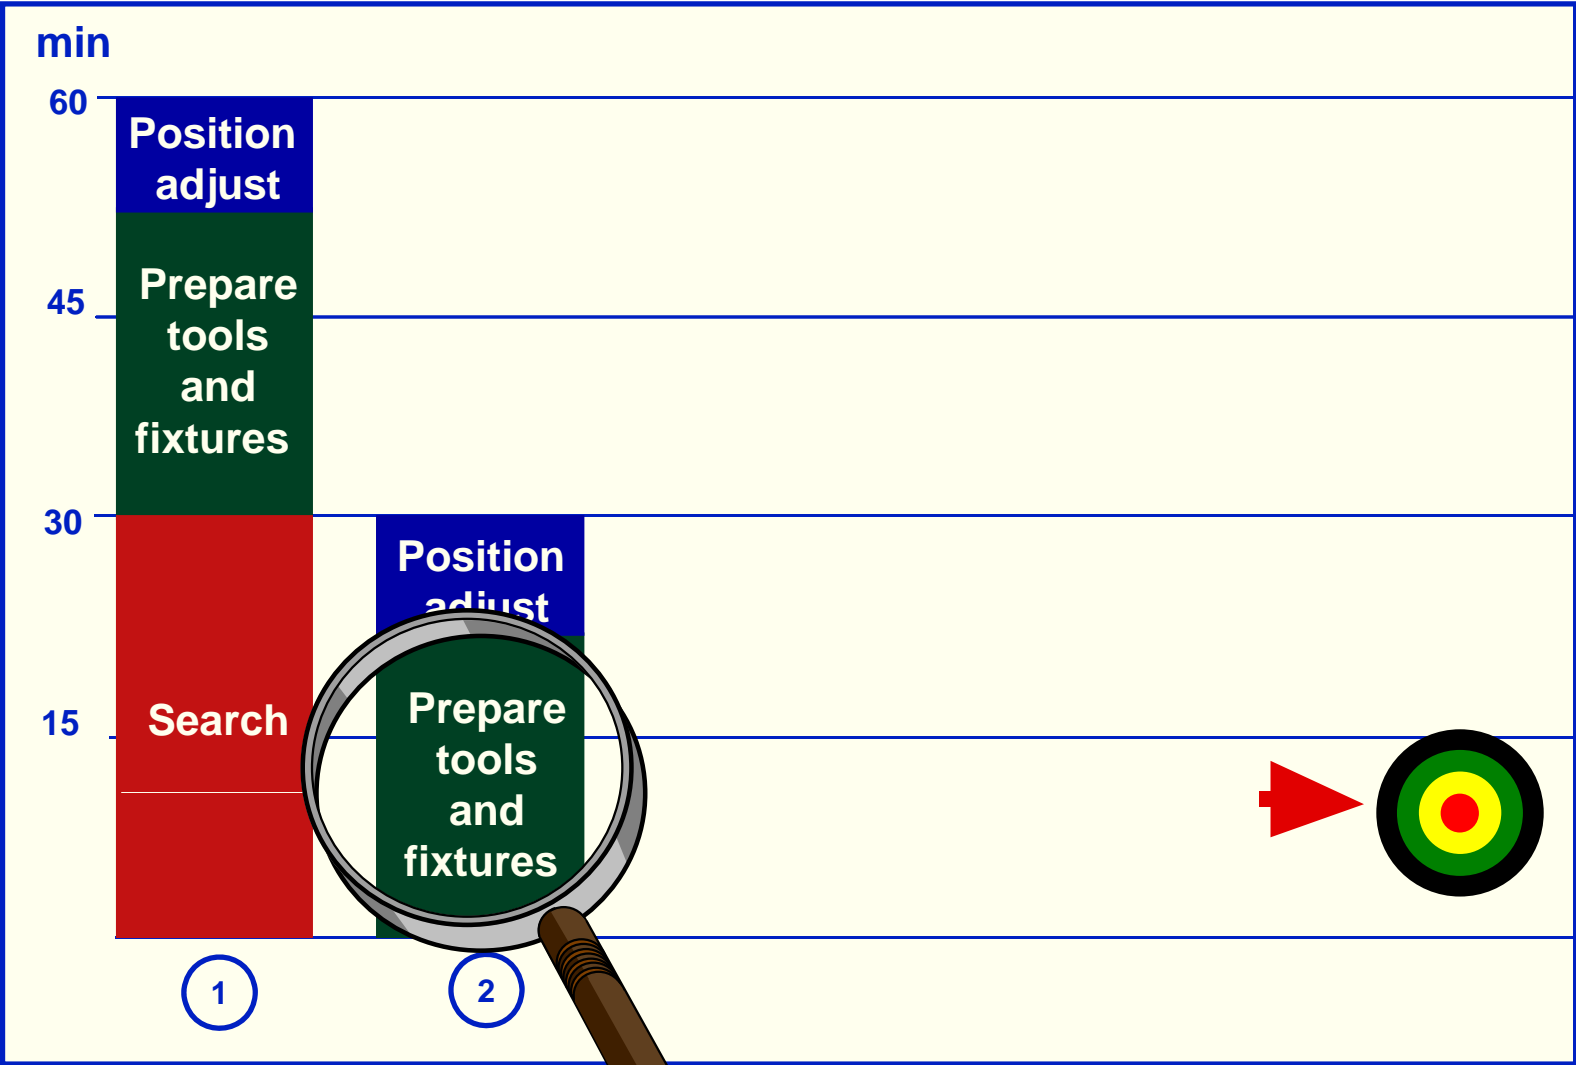 min
60
Position
adjust
Prepare
tools
and
fixtures
45
30
Search
15
Position
adjust
Prepare
tools
and
fixtures
1
2